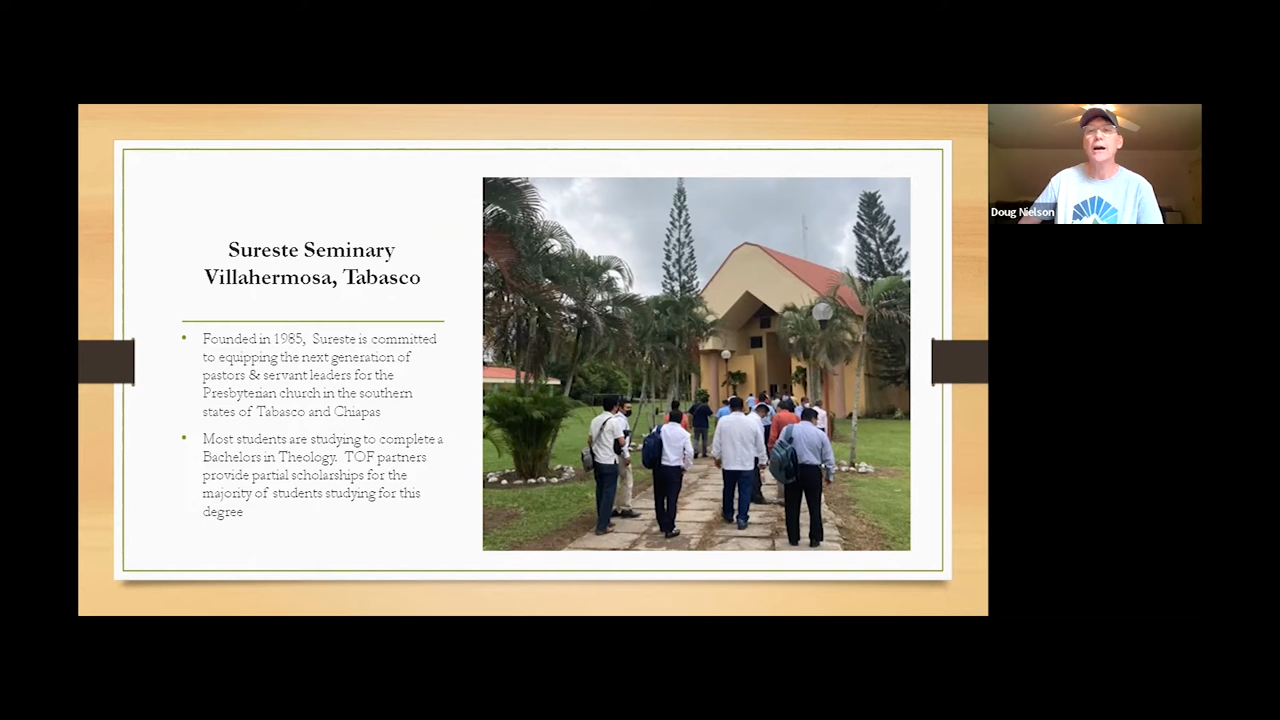 Sureste Seminary
Villahermosa, Tabasco
• Founded in 1985, Sureste is committed
to equipping the next generation of
pastors & servant leaders for the
Presbyterian church in the southern
states of Tabasco and Chiapas
• Most students are studying to complete a
Bachelors in Theology. TOF partners
provide partial scholarships for the
majority of students studying for this
degree
Doug Nielson